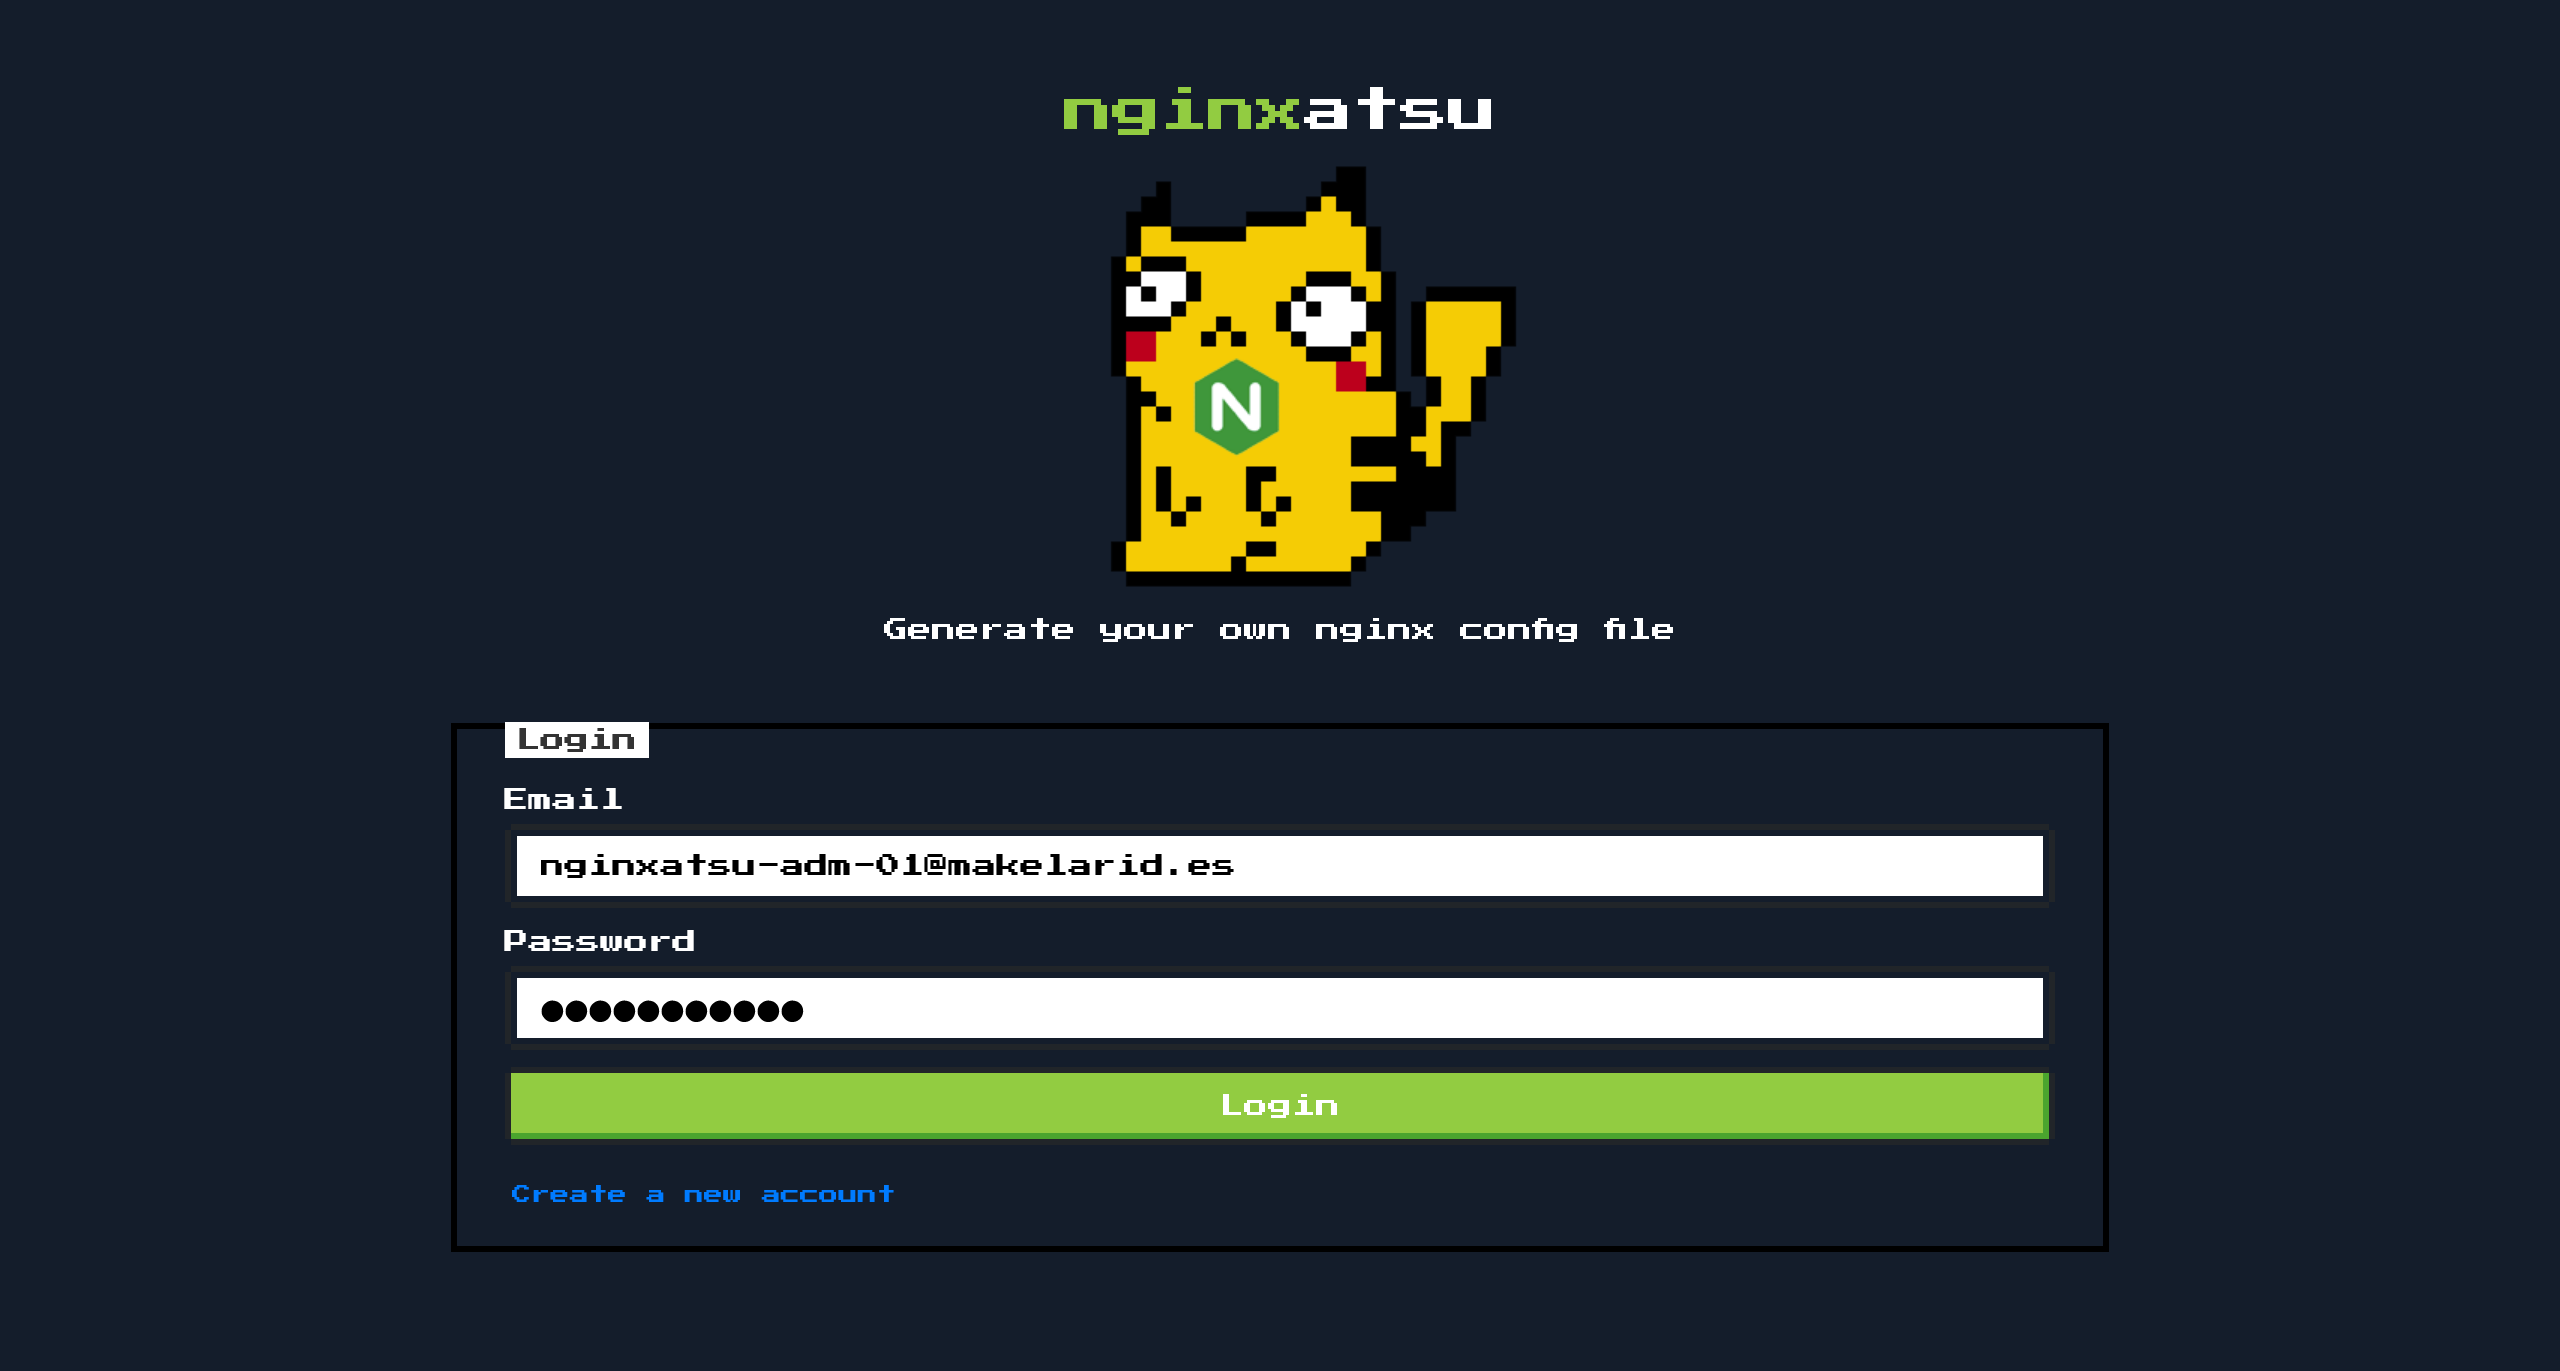 nginxatsu
N
Generate your own nginx config file
Login
Email
nginxatsu-adm-01@makelarid.es
Password
●●●●●●●●●●●
Login
Create a new account